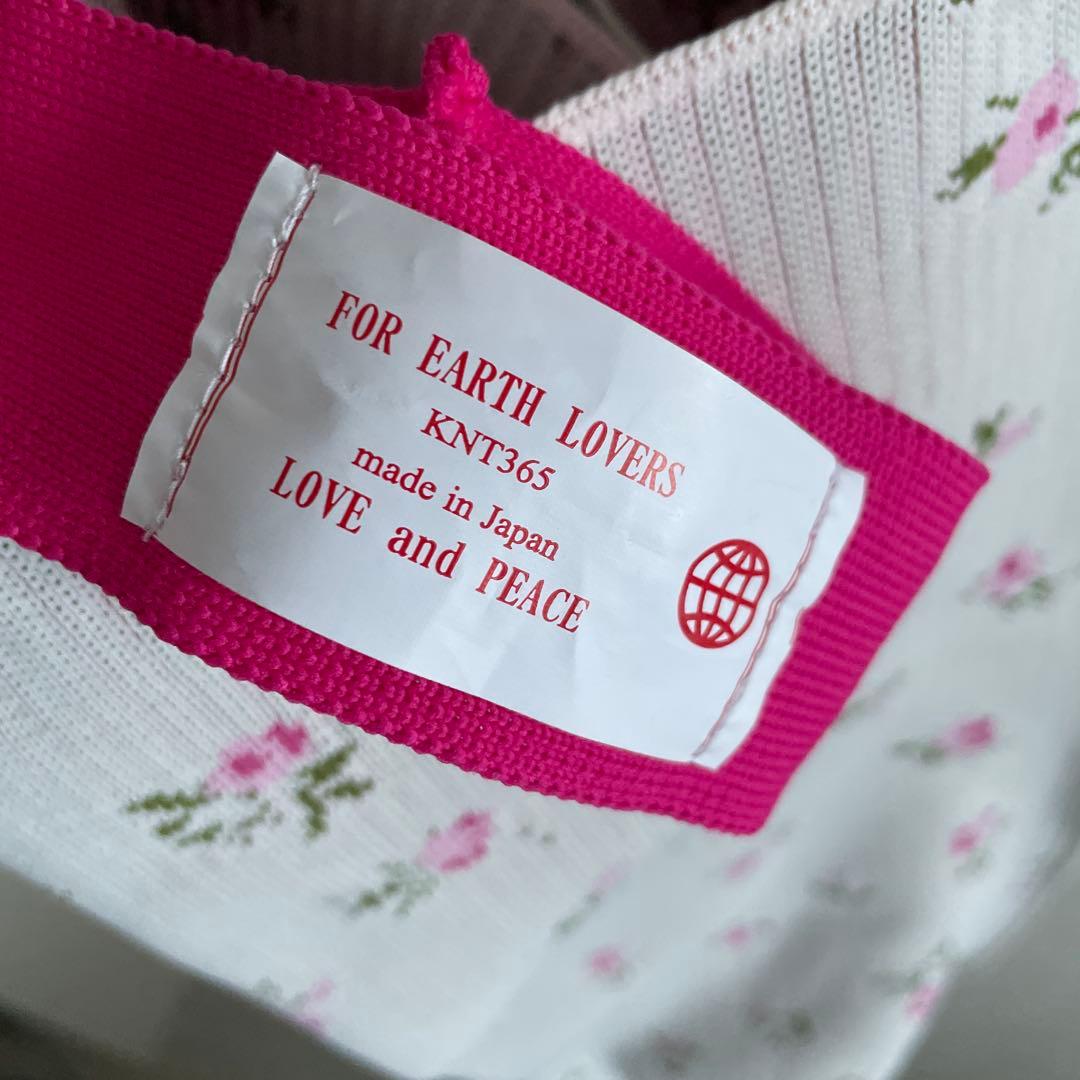 FOR EARTH LOVERS
KNT365
made in Japan
LOVE and PEACE